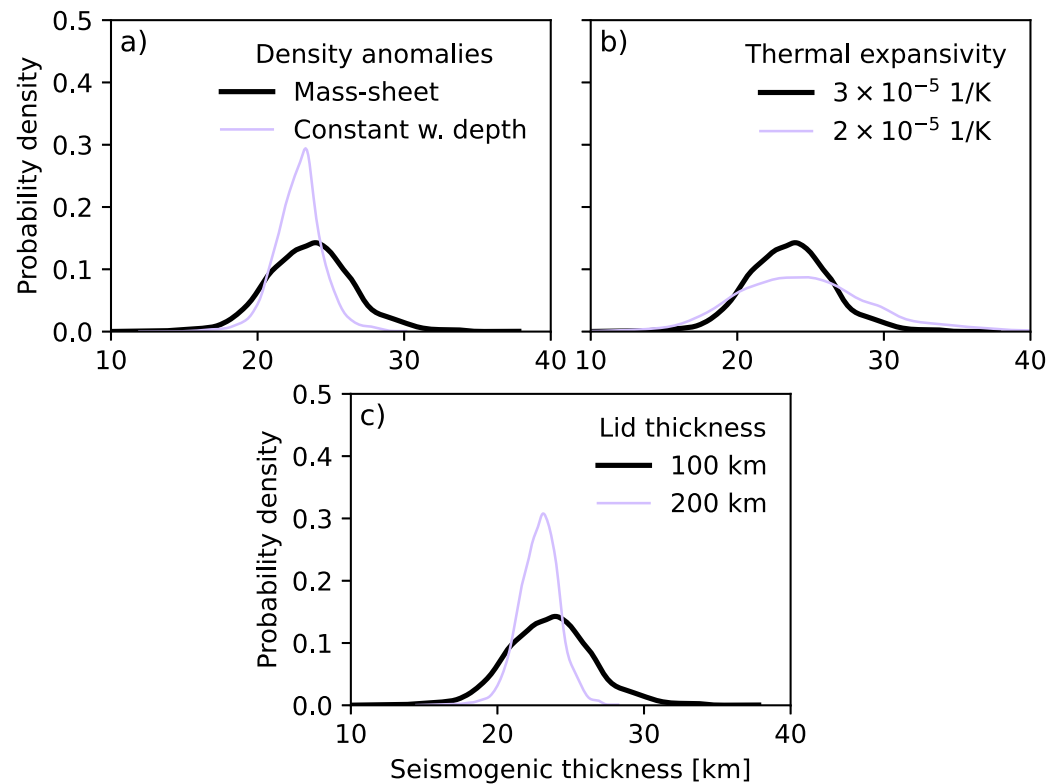 a)
Density anomalies
Mass-sheet
Constant w. depth
Probability density
0.5
0.4
0.3
0.2
0.1
0.0
10
20
30
40
b)
Thermal expansivity
3 × 10⁻⁵ 1/K
2 × 10⁻⁵ 1/K
10
20
30
40
c)
Lid thickness
100 km
200 km
Probability density
0.5
0.4
0.3
0.2
0.1
0.0
10
20
30
40
Seismogenic thickness [km]